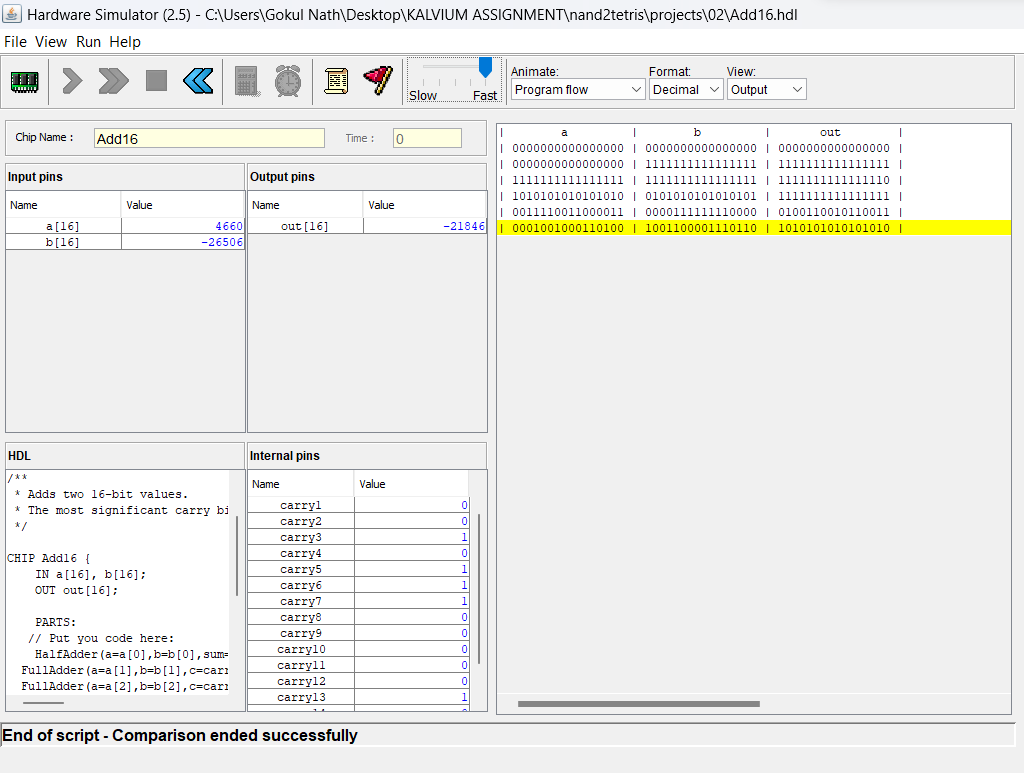 Hardware Simulator (2.5) - C:\Users\Gokul Nath\Desktop\KALVIUM ASSIGNMENT\nand2tetris\projects\02\Add16.hdl
File View Run Help
Animate: Format: View:
Program flow Decimal Output
Slow Fast
Chip Name : Add16 Time : 0
Input pins
Name Value
a[16] 4660
b[16] -26506
Output pins
Name Value
out[16] -21846
HDL
/**
* Adds two 16-bit values.
* The most significant carry bi
*/
CHIP Add16 {
IN a[16], b[16];
OUT out[16];
PARTS:
// Put you code here:
HalfAdder(a=a[0],b=b[0],sum=
FullAdder(a=a[1],b=b[1],c=carr
FullAdder(a=a[2],b=b[2],c=carr
Internal pins
Name Value
carry1 0
carry2 0
carry3 1
carry4 0
carry5 1
carry6 1
carry7 1
carry8 0
carry9 0
carry10 0
carry11 0
carry12 0
carry13 1
| a | b | out |
| 0000000000000000 | 0000000000000000 | 0000000000000000 |
| 0000000000000000 | 1111111111111111 | 1111111111111111 |
| 1111111111111111 | 1111111111111111 | 1111111111111110 |
| 1010101010101010 | 0101010101010101 | 1111111111111111 |
| 0011110011000011 | 0000111111110000 | 0100110010110011 |
| 0001001000110100 | 1001100001110110 | 1010101010101010 |
End of script - Comparison ended successfully